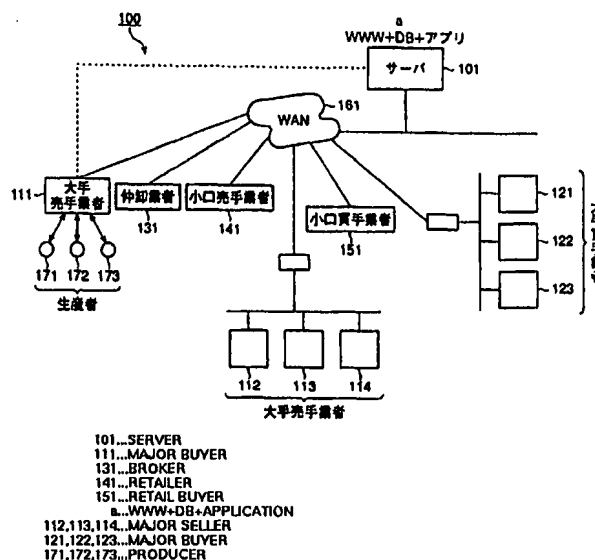 100
a
WWW+DB+アプリ
サーバ
101
161
WAN
111
大手
売手業者
仲卸業者
131
小口売手業者
141
小口買手業者
151
121
122
123
171 172 173
生産者
112 113 114
大手売手業者
101...SERVER
111...MAJOR BUYER
131...BROKER
141...RETAILER
151...RETAIL BUYER
a...WWW+DB+APPLICATION
112,113,114...MAJOR SELLER
121,122,123...MAJOR BUYER
171,172,173...PRODUCER